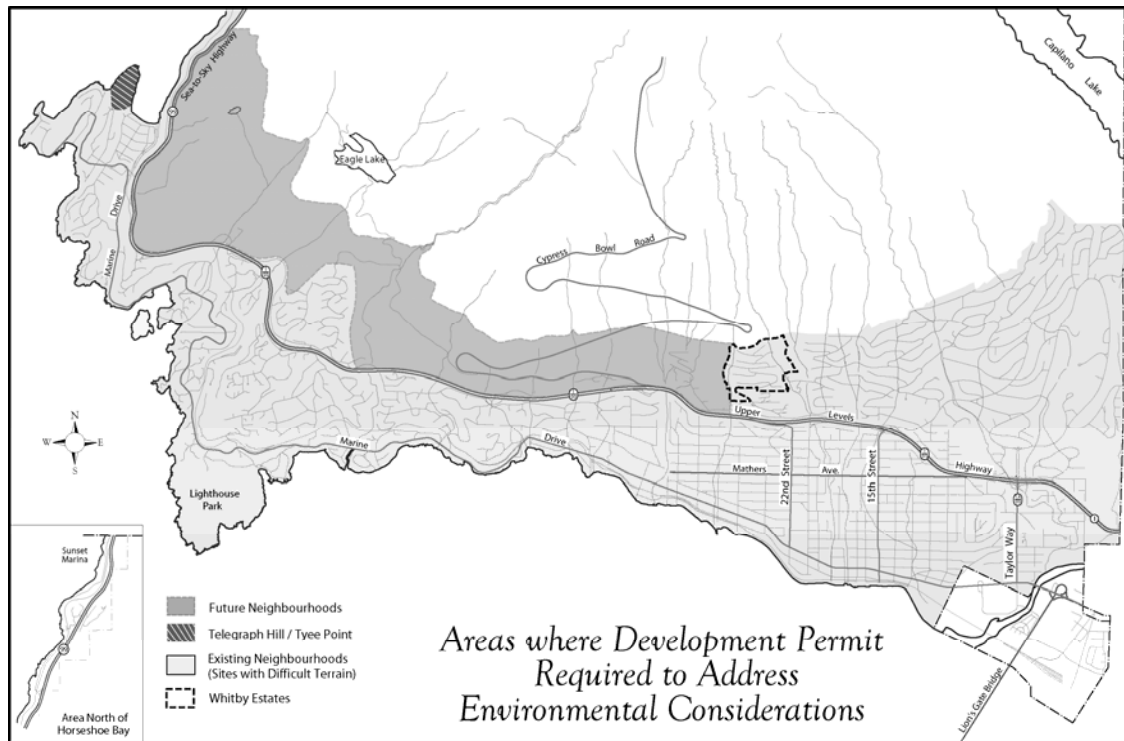 Sea-to-Sky Highway
99
Capilano
Lake
Eagle Lake
Marine
Drive
Cypress Bowl Road
Upper Levels Highway
Marine Drive
Mathers Ave.
22nd Street
15th Street
Taylor Way
1
Lighthouse
Park
N
W E
S
Lion's Gate Bridge
Sunset
Marina
99
Area North of
Horseshoe Bay
Future Neighbourhoods
Telegraph Hill / Tyee Point
Existing Neighbourhoods
(Sites with Difficult Terrain)
Whitby Estates
Areas where Development Permit
Required to Address
Environmental Considerations